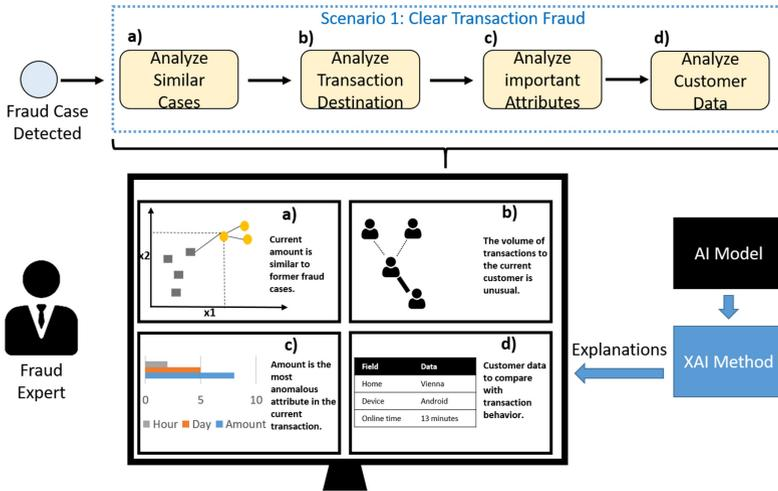 Scenario 1: Clear Transaction Fraud
a)
b)
c)
d)
Analyze
Similar
Cases
Analyze
Transaction
Destination
Analyze
important
Attributes
Analyze
Customer
Data
Fraud Case
Detected
a)
Current
amount is
similar to
former fraud
cases.
x2
x1
b)
The volume of
transactions to
the current
customer is
unusual.
c)
Amount is the
most
anomalous
attribute in the
current
transaction.
0 5 10
Hour Day Amount
d)
Field Data
Home Vienna
Device Android
Online time 13 minutes
Customer data
to compare
with
transaction
behavior.
Fraud
Expert
AI Model
XAI Method
Explanations